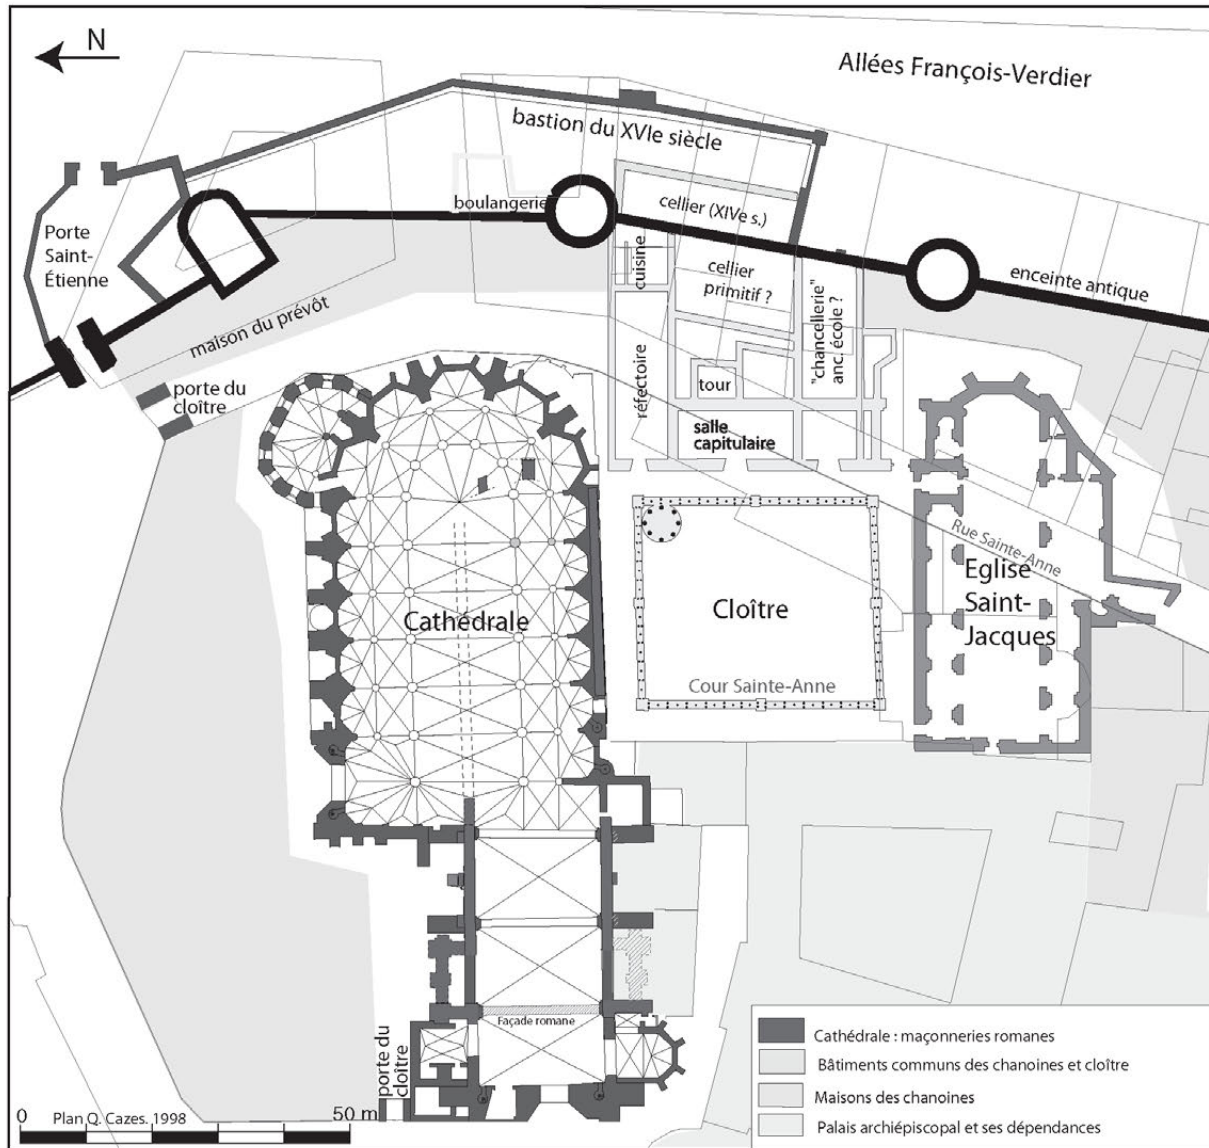 N
Allées François-Verdier
bastion du XVIe siècle
boulangerie
cellier (XIVe s.)
Porte
Saint-
Étienne
cuisine
cellier
primitif ?
"chancellerie"
anc. école ?
enceinte antique
maison du prévôt
réfectoire
porte du
cloître
tour
salle
capitulaire
Rue Sainte-Anne
Cathédrale
Cloître
Eglise
Saint-
Jacques
Cour Sainte-Anne
Façade romane
porte du
cloître
0
50 m
Plan Q. Cazes. 1998
Cathédrale : maçonneries romanes
Bâtiments communs des chanoines et cloître
Maisons des chanoines
Palais archiépiscopal et ses dépendances